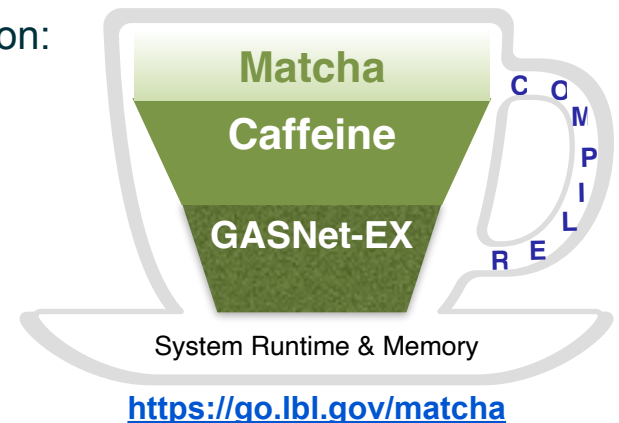 on:
Matcha
Caffeine
GASNet-EX
COMPILER
System Runtime & Memory
https://go.lbl.gov/matcha